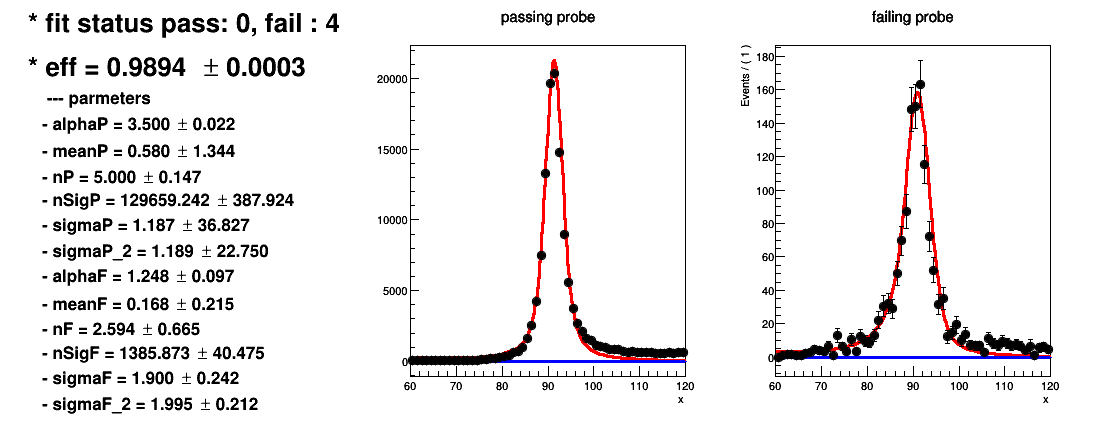 * fit status pass: 0, fail : 4
* eff = 0.9894 ± 0.0003
--- parmeters
- alphaP = 3.500 ± 0.022
- meanP = 0.580 ± 1.344
- nP = 5.000 ± 0.147
- nSigP = 129659.242 ± 387.924
- sigmaP = 1.187 ± 36.827
- sigmaP_2 = 1.189 ± 22.750
- alphaF = 1.248 ± 0.097
- meanF = 0.168 ± 0.215
- nF = 2.594 ± 0.665
- nSigF = 1385.873 ± 40.475
- sigmaF = 1.900 ± 0.242
- sigmaF_2 = 1.995 ± 0.212
passing probe
20000
15000
10000
5000
0
60 70 80 90 100 110 120
x
failing probe
Events / ( 1 )
180
160
140
120
100
80
60
40
20
0
60 70 80 90 100 110 120
x